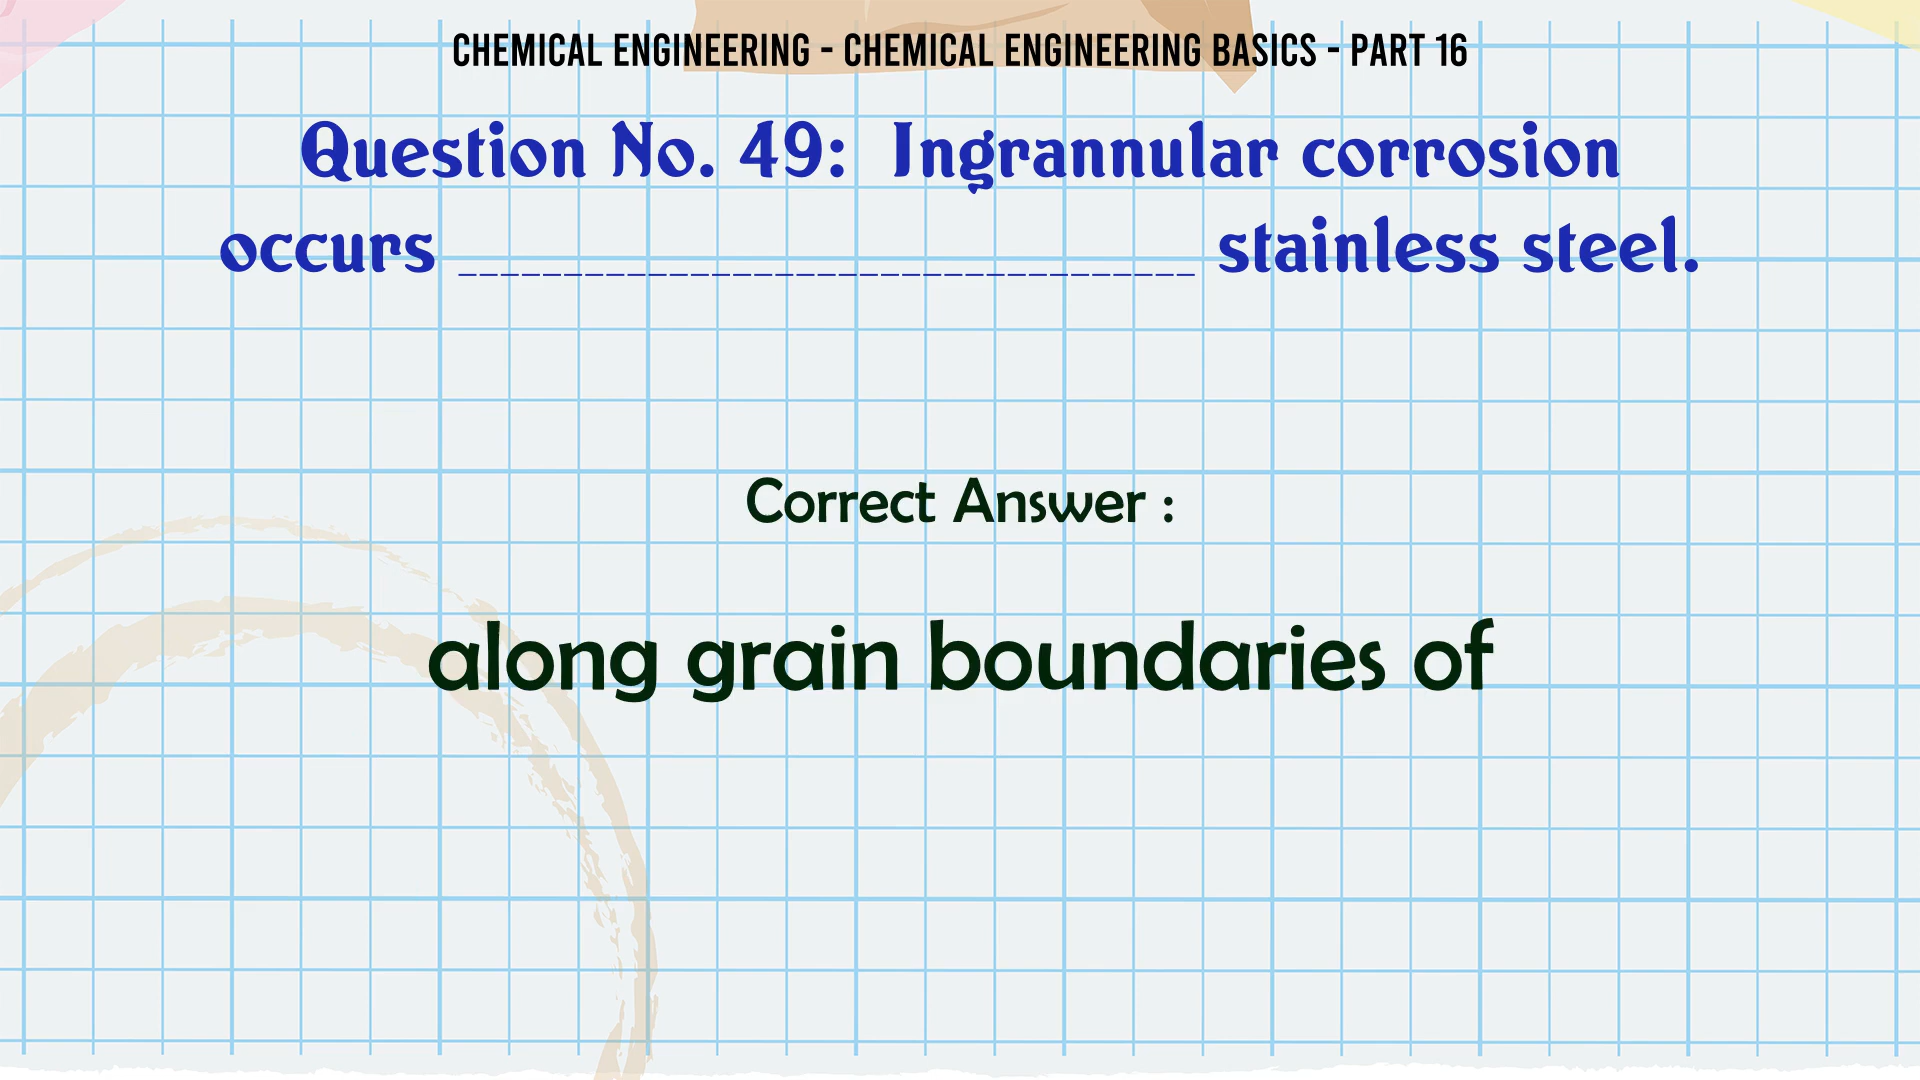 CHEMICAL ENGINEERING - CHEMICAL ENGINEERING BASICS - PART 16
Question No. 49: Ingrannular corrosion
occurs ___________________________________ stainless steel.
Correct Answer :
along grain boundaries of